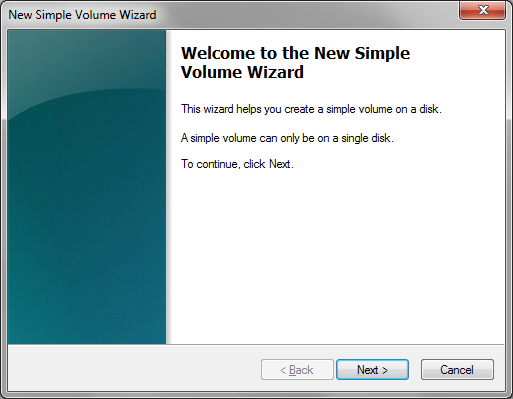 New Simple Volume Wizard
Welcome to the New Simple
Volume Wizard
This wizard helps you create a simple volume on a disk.
A simple volume can only be on a single disk.
To continue, click Next.
< Back
Next >
Cancel